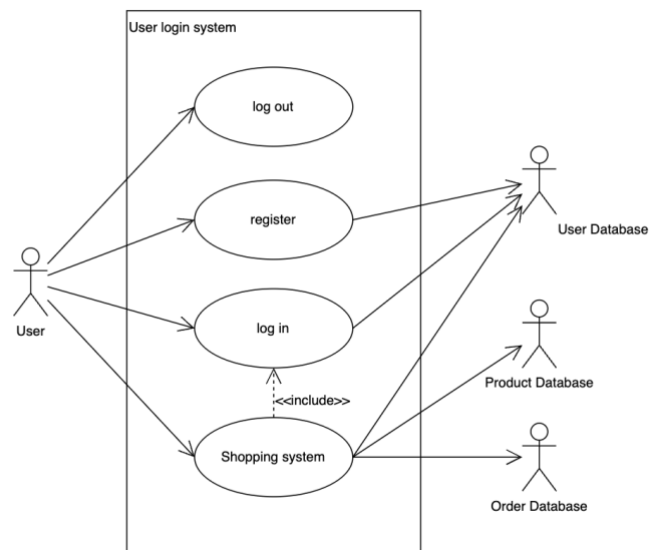 User login system
log out
register
User Database
log in
User
<<include>>
Product Database
Shopping system
Order Database